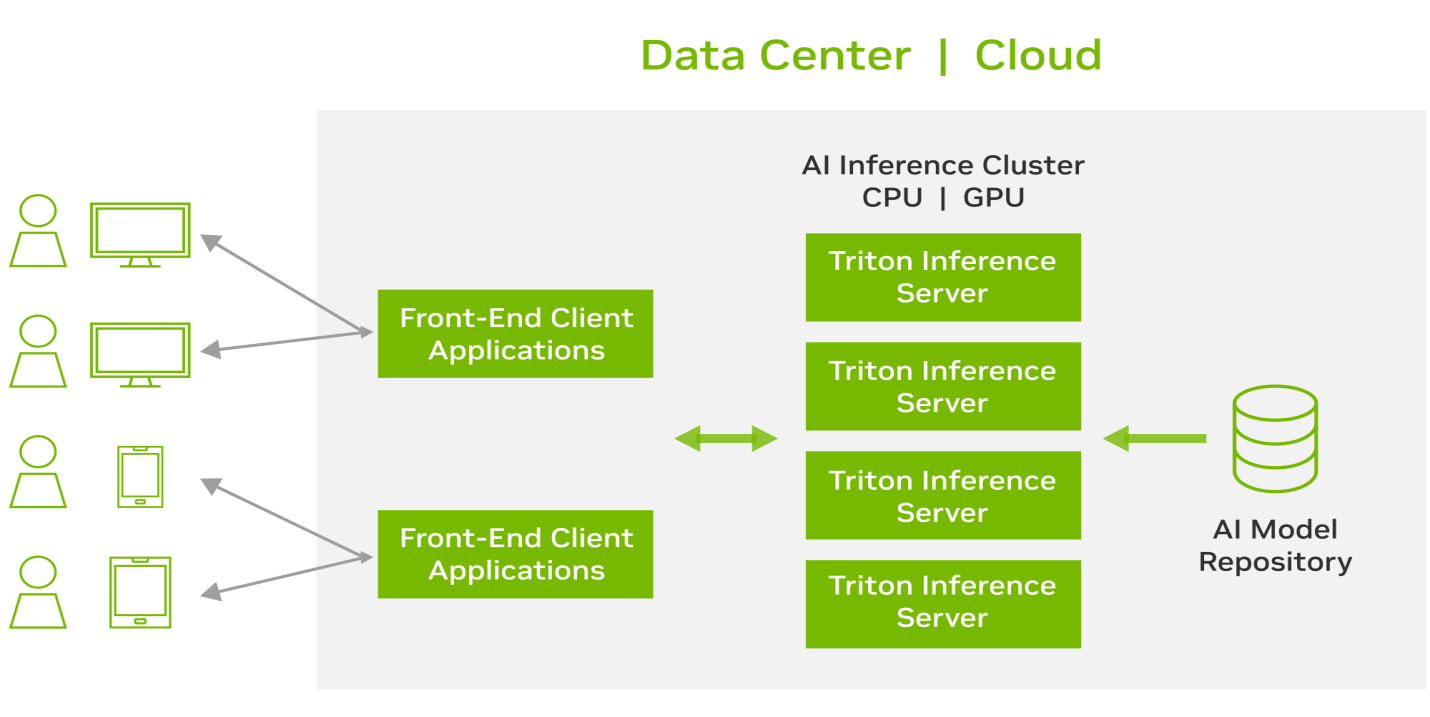 Data Center | Cloud
AI Inference Cluster
CPU | GPU
Front-End Client
Applications
Front-End Client
Applications
Triton Inference
Server
Triton Inference
Server
Triton Inference
Server
Triton Inference
Server
AI Model
Repository